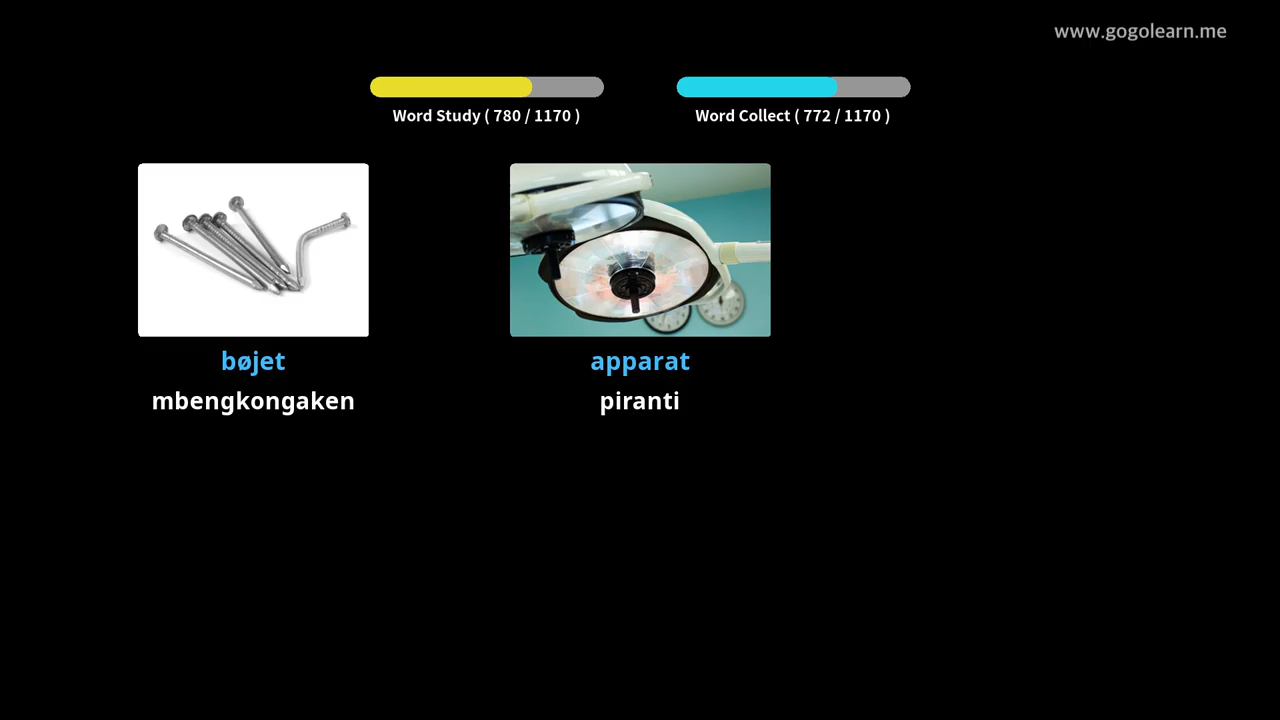 www.gogolearn.me
Word Study ( 780 / 1170 )
Word Collect ( 772 / 1170 )
bøjet
mbengkongaken
apparat
piranti